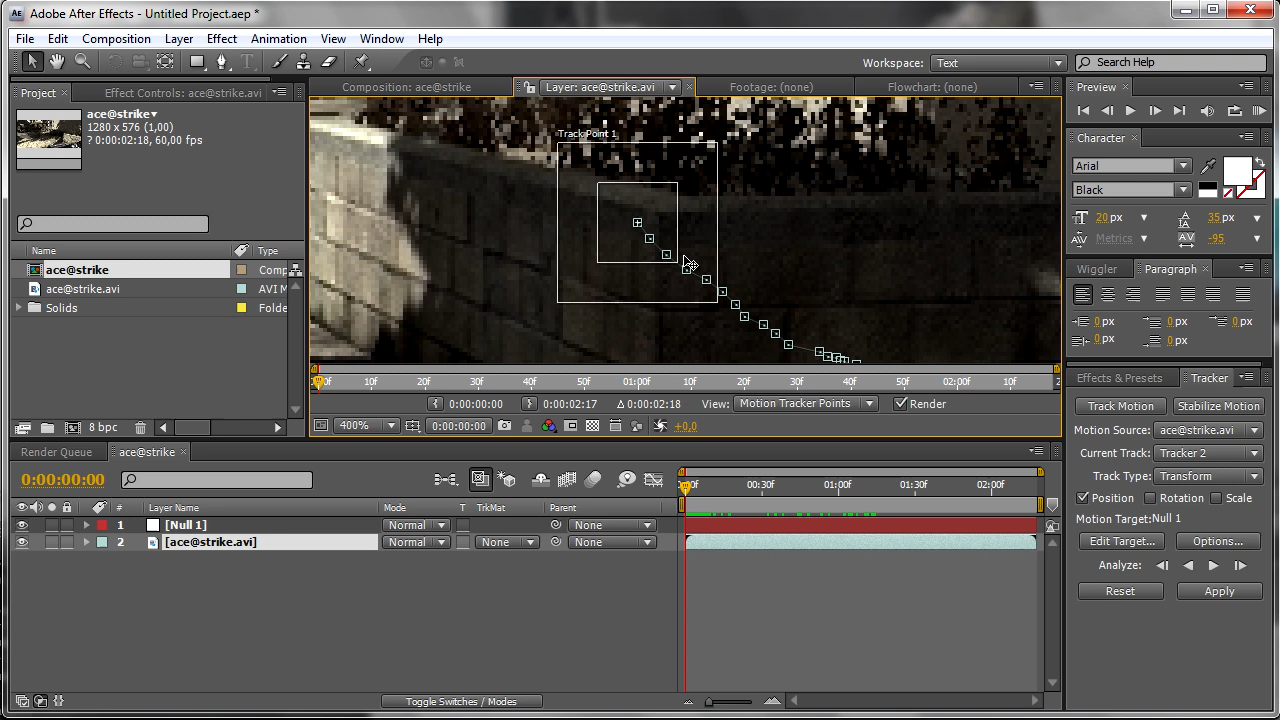 Adobe After Effects - Untitled Project.aep *
File Edit Composition Layer Effect Animation View Window Help
Workspace: Text Search Help
Project Effect Controls: ace@strike.avi
ace@strike
1280 x 576 (1,00)
? 0:00:02:18, 60,00 fps
Name Type
ace@strike Comp
ace@strike.avi AVI M
Solids Folde
8 bpc
Composition: ace@strike Layer: ace@strike.avi Footage: (none) Flowchart: (none)
Track Point 1
10f 20f 30f 40f 50f 01:00f 10f 20f 30f 40f 50f 02:00f 10f 2
0:00:00:00 0:00:02:17 Δ 0:00:02:18 View: Motion Tracker Points Render
400% 0:00:00:00 +0,0
Preview
Character
Arial
Black
20 px 35 px
Metrics -95
Wiggler Paragraph
0 px 0 px 0 px
0 px 0 px
Effects & Presets Tracker
Track Motion Stabilize Motion
Motion Source: ace@strike.avi
Current Track: Tracker 2
Track Type: Transform
Position Rotation Scale
Motion Target: Null 1
Edit Target... Options...
Analyze:
Reset Apply
Render Queue ace@strike
0:00:00:00
00:30f 01:00f 01:30f 02:00f
# Layer Name Mode T TrkMat Parent
1 [Null 1] Normal None
2 [ace@strike.avi] Normal None None
Toggle Switches / Modes